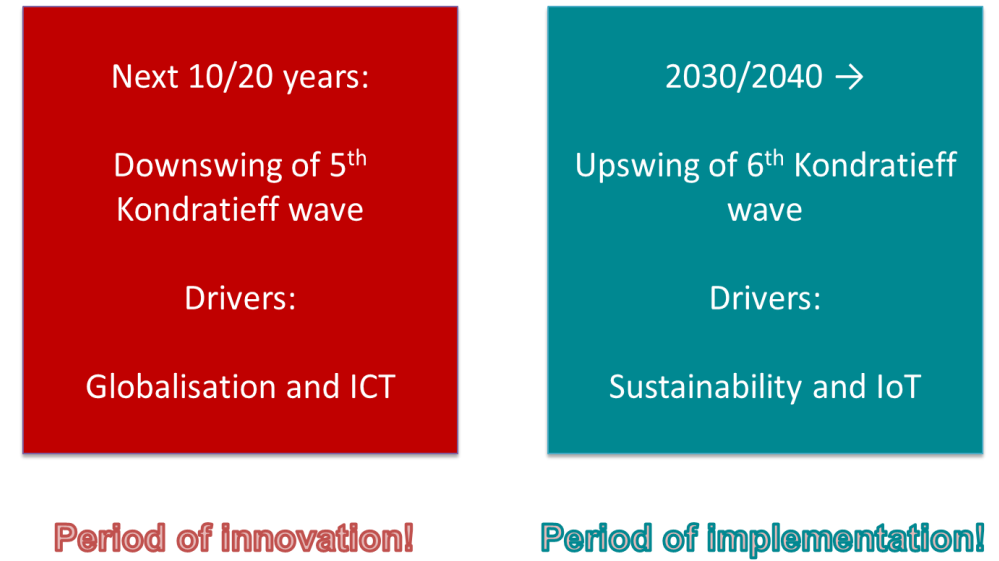 Next 10/20 years:
Downswing of 5th
Kondratieff wave
Drivers:
Globalisation and ICT
Period of innovation!
2030/2040 →
Upswing of 6th Kondratieff
wave
Drivers:
Sustainability and IoT
Period of implementation!